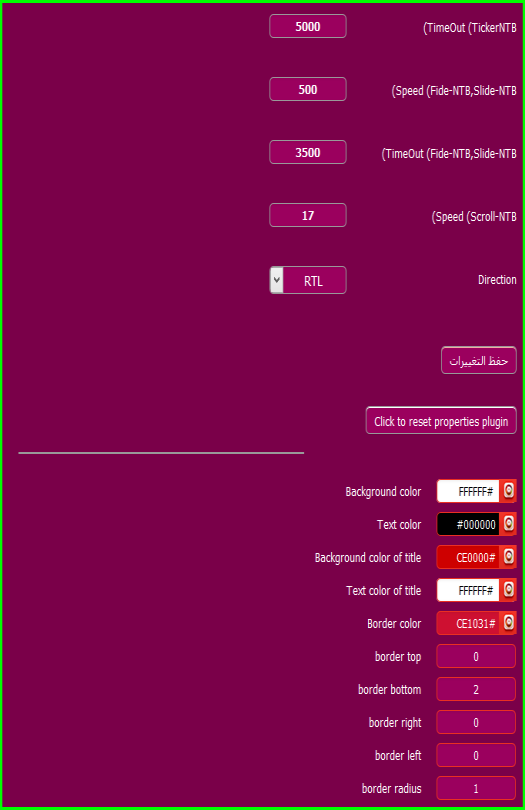 (TimeOut (TickerNTB
5000
(Speed (Fide-NTB,Slide-NTB
500
(TimeOut (Fide-NTB,Slide-NTB
3500
(Speed (Scroll-NTB
17
Direction
RTL
حفظ التغييرات
Click to reset properties plugin
Background color
FFFFFF#
Text color
#000000
Background color of title
CE0000#
Text color of title
FFFFFF#
Border color
CE1031#
border top
0
border bottom
2
border right
0
border left
0
border radius
1